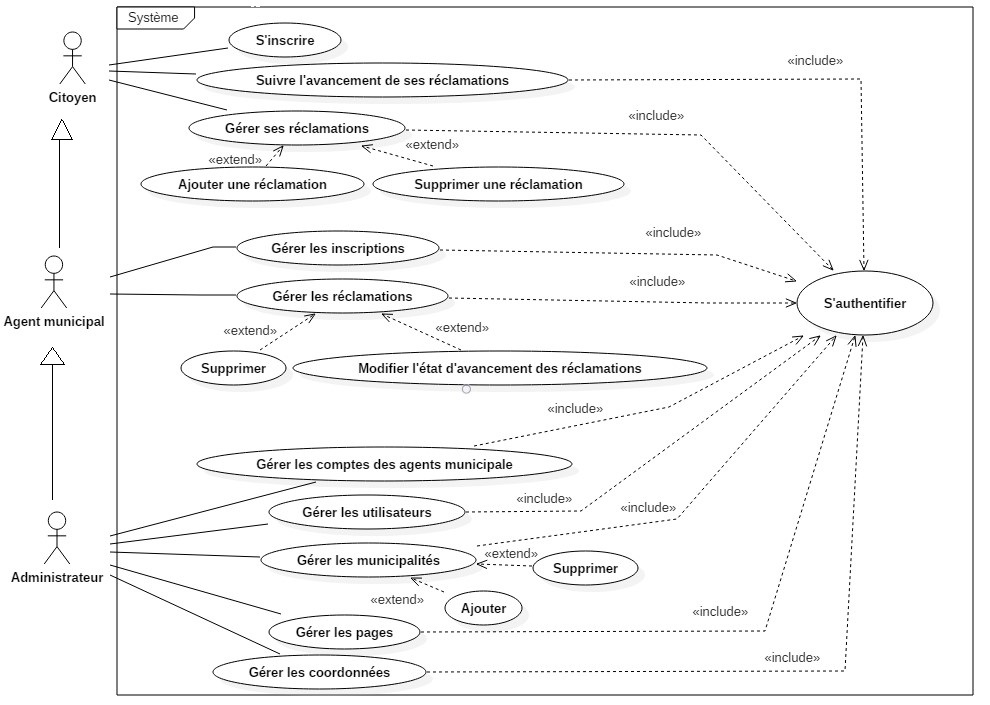 Système
S'inscrire
Citoyen
Suivre l'avancement de ses réclamations
«include»
Gérer ses réclamations
«include»
«extend»
«extend»
Ajouter une réclamation
Supprimer une réclamation
Gérer les inscriptions
«include»
Agent municipal
Gérer les réclamations
«include»
S'authentifier
«extend»
«extend»
Supprimer
Modifier l'état d'avancement des réclamations
«include»
Gérer les comptes des agents municipale
Gérer les utilisateurs
«include»
«include»
Administrateur
Gérer les municipalités
«extend»
Supprimer
«extend»
Ajouter
Gérer les pages
«include»
Gérer les coordonnées
«include»